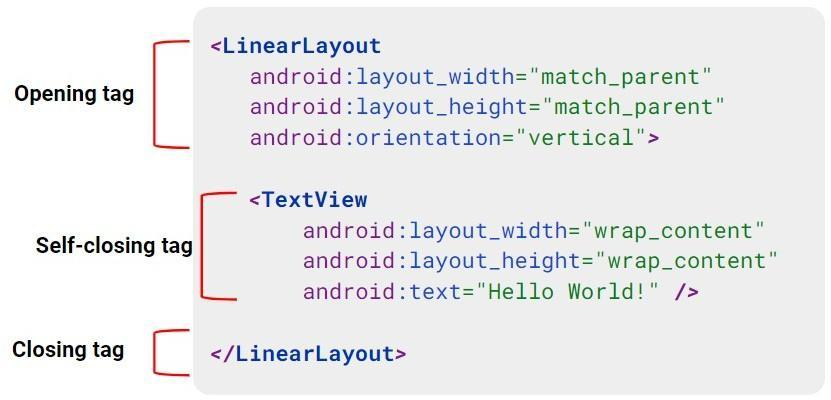 <LinearLayout
android:layout_width="match_parent"
Opening tag
android:layout_height="match_parent"
android:orientation="vertical">
<TextView
android:layout_width="wrap_content"
Self-closing tag
android:layout_height="wrap_content"
android:text="Hello World!" />
Closing tag
</LinearLayout>